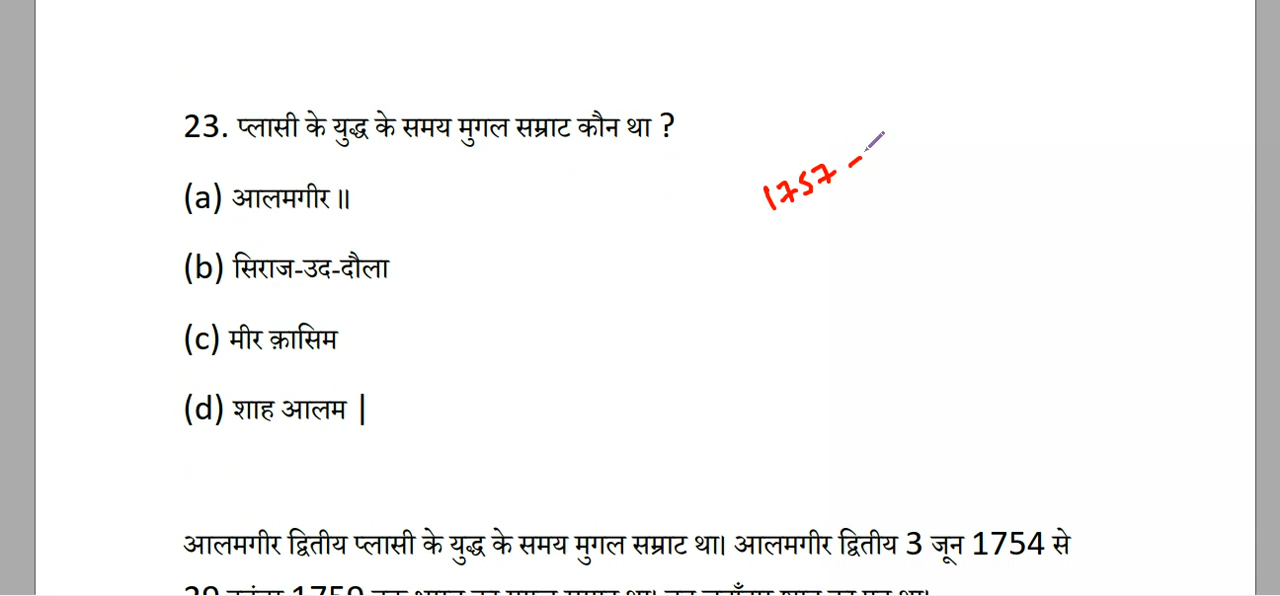 23. प्लासी के युद्ध के समय मुगल सम्राट कौन था ?
1757 -
(a) आलमगीर ॥
(b) सिराज-उद-दौला
(c) मीर क़ासिम
(d) शाह आलम |
आलमगीर द्वितीय प्लासी के युद्ध के समय मुगल सम्राट था। आलमगीर द्वितीय 3 जून 1754 से